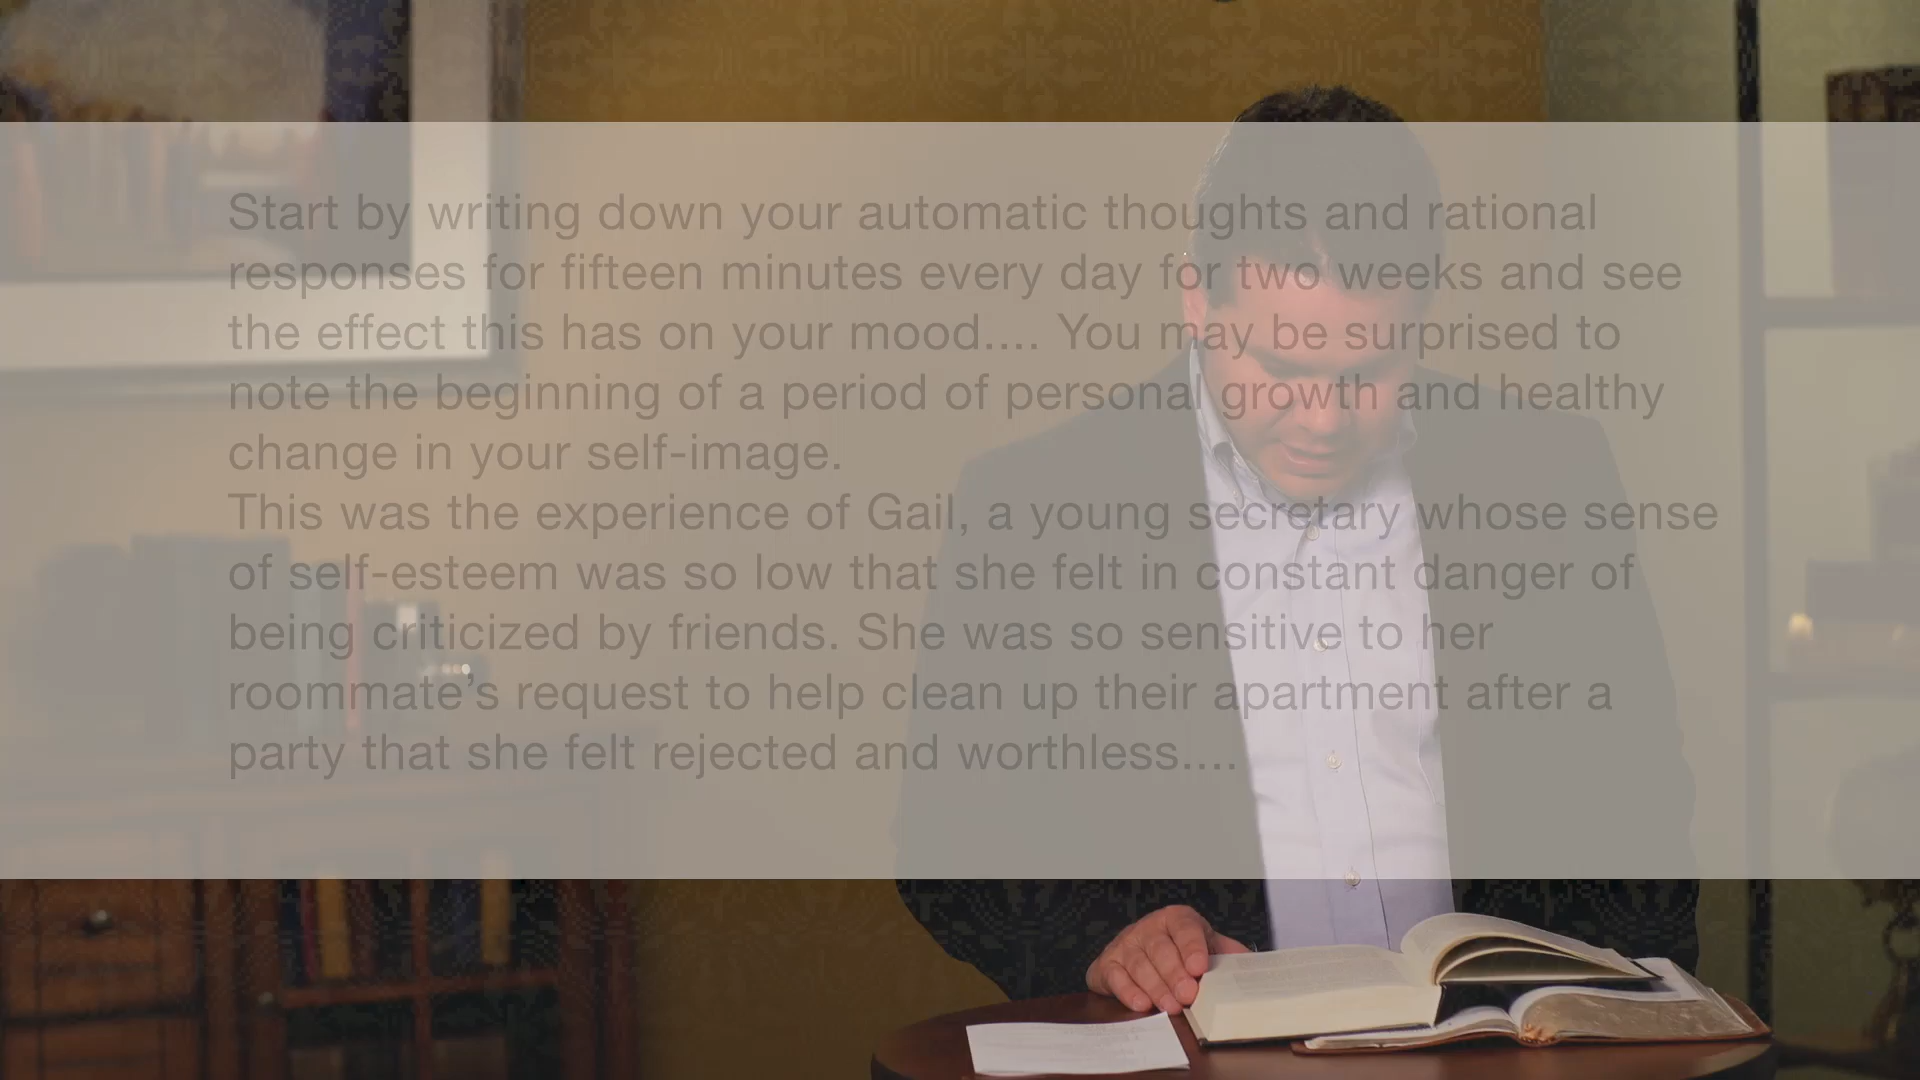 Start by writing down your automatic thoughts and rational
responses for fifteen minutes every day for two weeks and see
the effect this has on your mood.... You may be surprised to
note the beginning of a period of personal growth and healthy
change in your self-image.
This was the experience of Gail, a young secretary whose sense
of self-esteem was so low that she felt in constant danger of
being criticized by friends. She was so sensitive to her
roommate’s request to help clean up their apartment after a
party that she felt rejected and worthless....